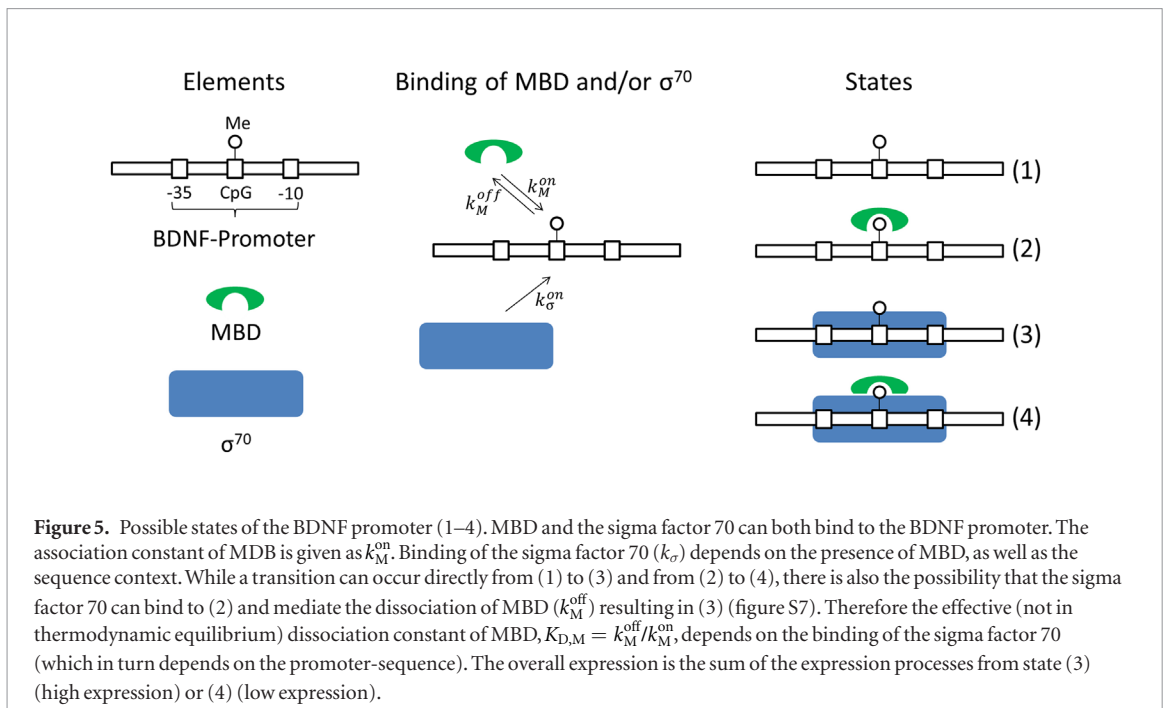 Elements
Binding of MBD and/or σ⁷⁰
States
Me
-35 CpG -10
BDNF-Promoter
MBD
σ⁷⁰
k_M^off
k_M^on
k_σ^on
(1)
(2)
(3)
(4)
Figure 5. Possible states of the BDNF promoter (1–4). MBD and the sigma factor 70 can both bind to the BDNF promoter. The
association constant of MDB is given as k_M^on. Binding of the sigma factor 70 (k_σ) depends on the presence of MBD, as well as the
sequence context. While a transition can occur directly from (1) to (3) and from (2) to (4), there is also the possibility that the sigma
factor 70 can bind to (2) and mediate the dissociation of MBD (k_M^off) resulting in (3) (figure S7). Therefore the effective (not in
thermodynamic equilibrium) dissociation constant of MBD, K_D,M = k_M^off/k_M^on, depends on the binding of the sigma factor 70
(which in turn depends on the promoter-sequence). The overall expression is the sum of the expression processes from state (3)
(high expression) or (4) (low expression).